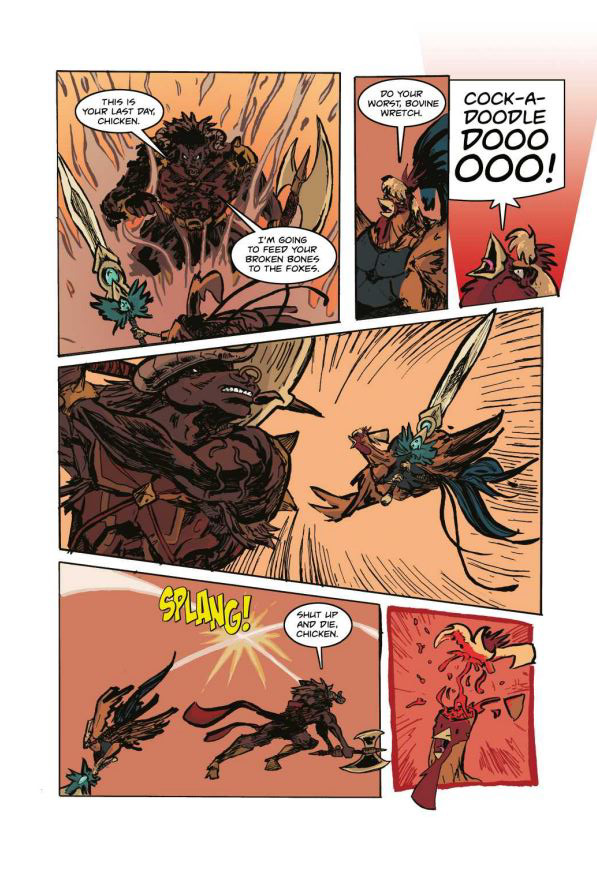 THIS IS
YOUR LAST DAY,
CHICKEN.
I'M GOING
TO FEED YOUR
BROKEN BONES
TO THE FOXES.
DO YOUR
WORST, BOVINE
WRETCH.
COCK-A-
DOODLE
DOOO
OOO!
SPLANG!
SHUT UP
AND DIE,
CHICKEN.